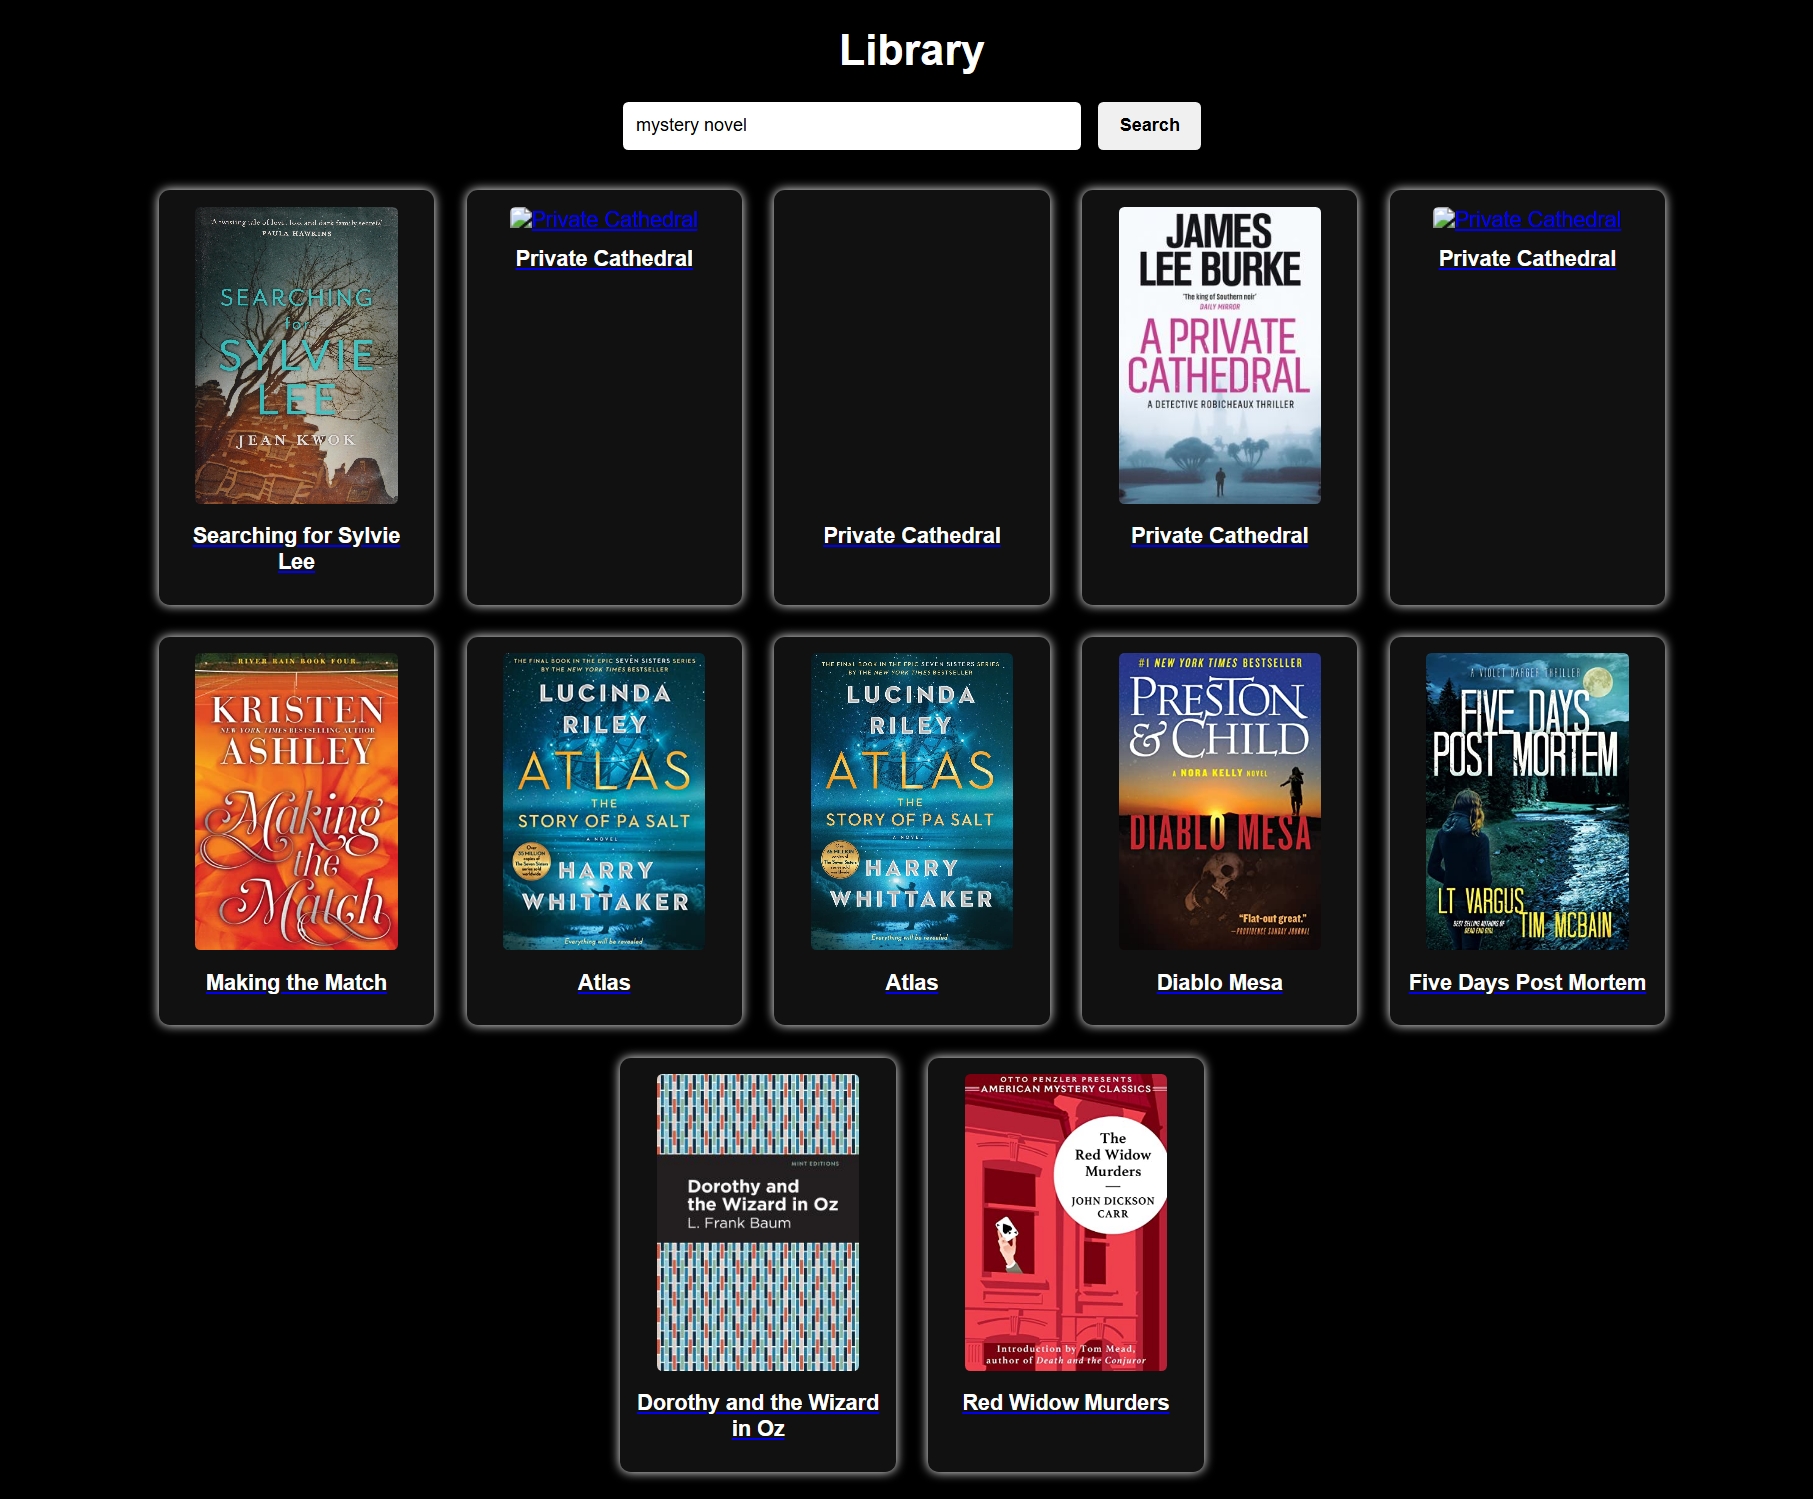 Library
mystery novel
Search
A twisting tale of love, loss and dark family secrets'
PAULA HAWKINS
SEARCHING
for
SYLVIE
LEE
JEAN KWOK
Searching for Sylvie
Lee
Private Cathedral
Private Cathedral
Private Cathedral
JAMES
LEE BURKE
'The king of Southern noir'
DAILY MIRROR
A PRIVATE
CATHEDRAL
A DETECTIVE ROBICHEAUX THRILLER
Private Cathedral
Private Cathedral
Private Cathedral
RIVER RAIN BOOK FOUR
KRISTEN
NEW YORK TIMES BESTSELLING AUTHOR
ASHLEY
Making
the
Match
Making the Match
THE FINAL BOOK IN THE EPIC SEVEN SISTERS SERIES
BY THE NEW YORK TIMES BESTSELLER
LUCINDA
RILEY
ATLAS
THE
STORY OF PA SALT
A NOVEL
HARRY
WHITTAKER
Everything will be revealed
Atlas
THE FINAL BOOK IN THE EPIC SEVEN SISTERS SERIES
BY THE NEW YORK TIMES BESTSELLER
LUCINDA
RILEY
ATLAS
THE
STORY OF PA SALT
A NOVEL
HARRY
WHITTAKER
Everything will be revealed
Atlas
#1 NEW YORK TIMES BESTSELLER
PRESTON
& CHILD
A NORA KELLY NOVEL
DIABLO MESA
"Flat-out great."
—PROVIDENCE SUNDAY JOURNAL
Diablo Mesa
A VIOLET DARGER THRILLER
FIVE DAYS
POST MORTEM
LT VARGUS
BEST SELLING AUTHORS OF
DEAD END GIRL
TIM MCBAIN
Five Days Post Mortem
MINT EDITIONS
Dorothy and
the Wizard in Oz
L. Frank Baum
Dorothy and the Wizard
in Oz
OTTO PENZLER PRESENTS
AMERICAN MYSTERY CLASSICS
The
Red Widow
Murders
JOHN DICKSON
CARR
Introduction by Tom Mead,
author of Death and the Conjuror
Red Widow Murders